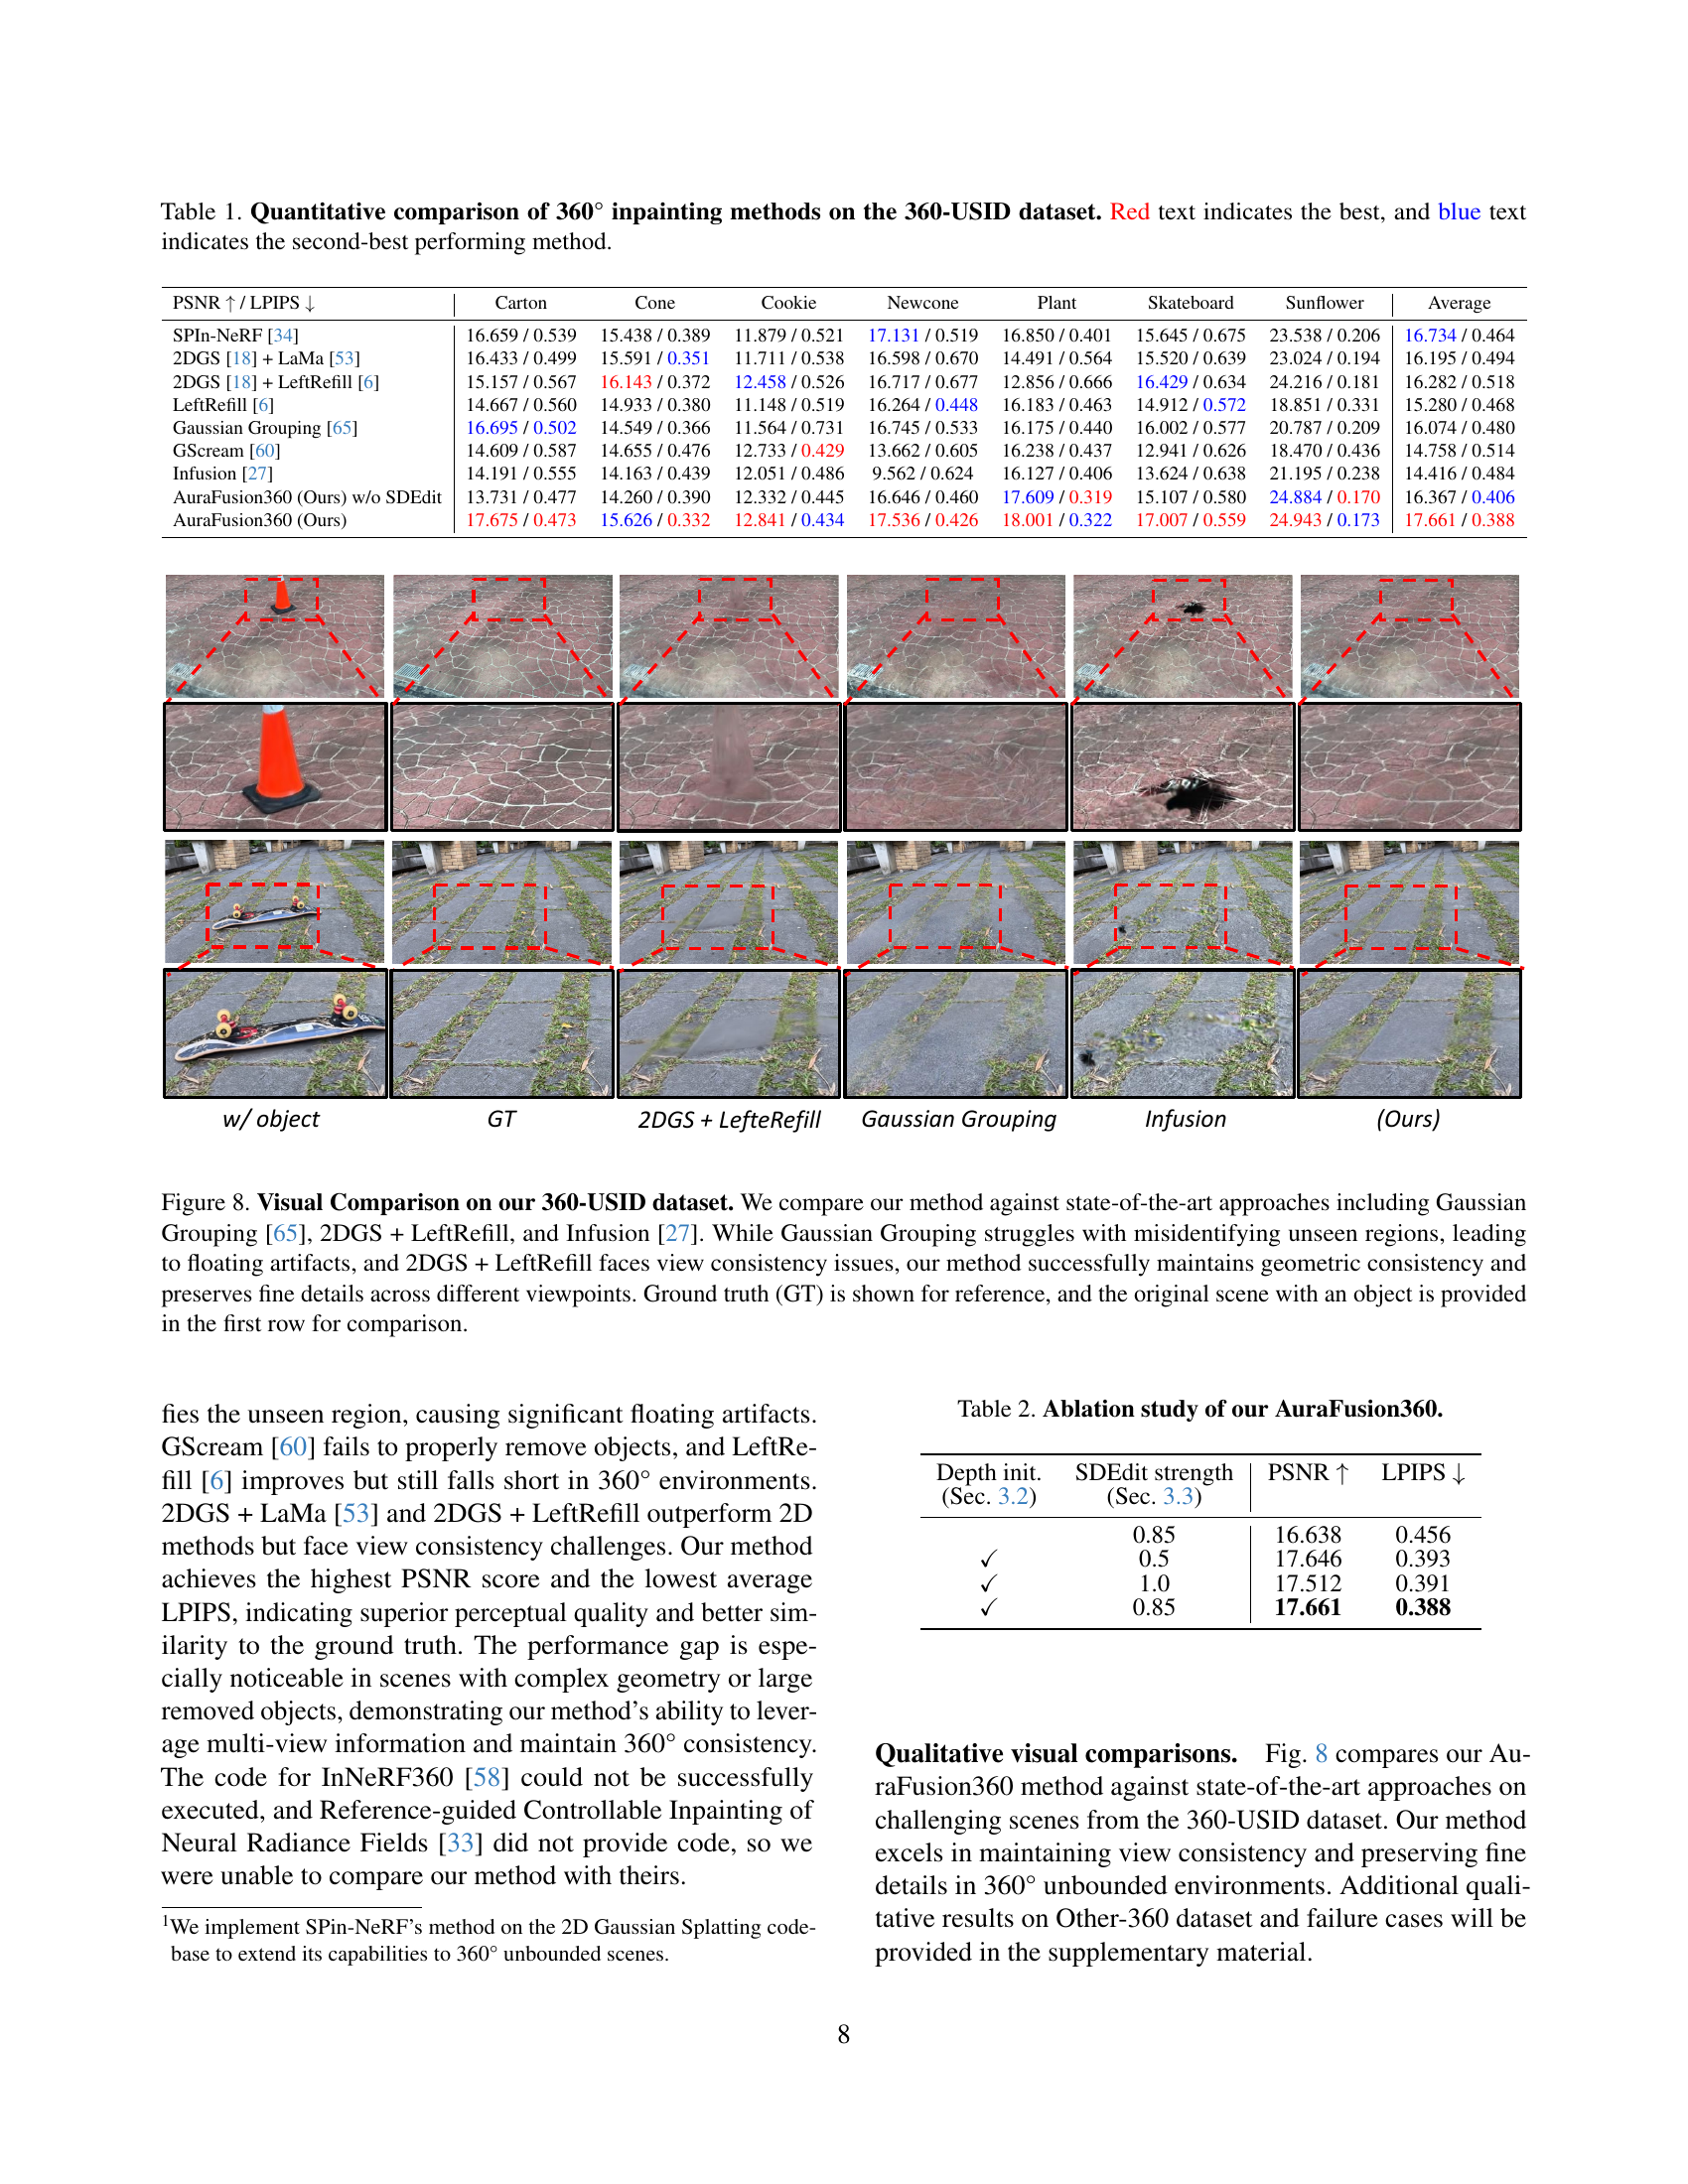 Table 1. Quantitative comparison of 360° inpainting methods on the 360-USID dataset. Red text indicates the best, and blue text
indicates the second-best performing method.
PSNR ↑ / LPIPS ↓ Carton Cone Cookie Newcone Plant Skateboard Sunflower Average
SPIn-NeRF [34] 16.659 / 0.539 15.438 / 0.389 11.879 / 0.521 17.131 / 0.519 16.850 / 0.401 15.645 / 0.675 23.538 / 0.206 16.734 / 0.464
2DGS [18] + LaMa [53] 16.433 / 0.499 15.591 / 0.351 11.711 / 0.538 16.598 / 0.670 14.491 / 0.564 15.520 / 0.639 23.024 / 0.194 16.195 / 0.494
2DGS [18] + LeftRefill [6] 15.157 / 0.567 16.143 / 0.372 12.458 / 0.526 16.717 / 0.677 12.856 / 0.666 16.429 / 0.634 24.216 / 0.181 16.282 / 0.518
LeftRefill [6] 14.667 / 0.560 14.933 / 0.380 11.148 / 0.519 16.264 / 0.448 16.183 / 0.463 14.912 / 0.572 18.851 / 0.331 15.280 / 0.468
Gaussian Grouping [65] 16.695 / 0.502 14.549 / 0.366 11.564 / 0.731 16.745 / 0.533 16.175 / 0.440 16.002 / 0.577 20.787 / 0.209 16.074 / 0.480
GScream [60] 14.609 / 0.587 14.655 / 0.476 12.733 / 0.429 13.662 / 0.605 16.238 / 0.437 12.941 / 0.626 18.470 / 0.436 14.758 / 0.514
Infusion [27] 14.191 / 0.555 14.163 / 0.439 12.051 / 0.486 9.562 / 0.624 16.127 / 0.406 13.624 / 0.638 21.195 / 0.238 14.416 / 0.484
AuraFusion360 (Ours) w/o SDEdit 13.731 / 0.477 14.260 / 0.390 12.332 / 0.445 16.646 / 0.460 17.609 / 0.319 15.107 / 0.580 24.884 / 0.170 16.367 / 0.406
AuraFusion360 (Ours) 17.675 / 0.473 15.626 / 0.332 12.841 / 0.434 17.536 / 0.426 18.001 / 0.322 17.007 / 0.559 24.943 / 0.173 17.661 / 0.388
w/ object GT 2DGS + LefteRefill Gaussian Grouping Infusion (Ours)
Figure 8. Visual Comparison on our 360-USID dataset. We compare our method against state-of-the-art approaches including Gaussian
Grouping [65], 2DGS + LeftRefill, and Infusion [27]. While Gaussian Grouping struggles with misidentifying unseen regions, leading
to floating artifacts, and 2DGS + LeftRefill faces view consistency issues, our method successfully maintains geometric consistency and
preserves fine details across different viewpoints. Ground truth (GT) is shown for reference, and the original scene with an object is provided
in the first row for comparison.
fies the unseen region, causing significant floating artifacts.
GScream [60] fails to properly remove objects, and LeftRe-
fill [6] improves but still falls short in 360° environments.
2DGS + LaMa [53] and 2DGS + LeftRefill outperform 2D
methods but face view consistency challenges. Our method
achieves the highest PSNR score and the lowest average
LPIPS, indicating superior perceptual quality and better sim-
ilarity to the ground truth. The performance gap is espe-
cially noticeable in scenes with complex geometry or large
removed objects, demonstrating our method's ability to lever-
age multi-view information and maintain 360° consistency.
The code for InNeRF360 [58] could not be successfully
executed, and Reference-guided Controllable Inpainting of
Neural Radiance Fields [33] did not provide code, so we
were unable to compare our method with theirs.
1We implement SPin-NeRF's method on the 2D Gaussian Splatting code-
base to extend its capabilities to 360° unbounded scenes.
Table 2. Ablation study of our AuraFusion360.
Depth init. SDEdit strength PSNR ↑ LPIPS ↓
(Sec. 3.2) (Sec. 3.3)
0.85 16.638 0.456
✓ 0.5 17.646 0.393
✓ 1.0 17.512 0.391
✓ 0.85 17.661 0.388
Qualitative visual comparisons. Fig. 8 compares our Au-
raFusion360 method against state-of-the-art approaches on
challenging scenes from the 360-USID dataset. Our method
excels in maintaining view consistency and preserving fine
details in 360° unbounded environments. Additional quali-
tative results on Other-360 dataset and failure cases will be
provided in the supplementary material.
8